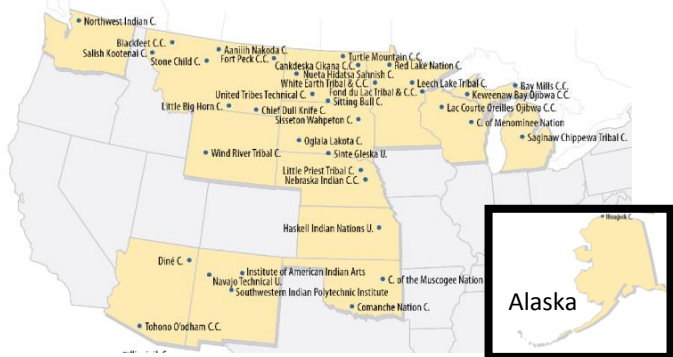 Northwest Indian C.
Blackfeet C.C.
Salish Kootenai C.
Stone Child C.
Aaniiih Nakoda C.
Fort Peck C.C.
Turtle Mountain C.C.
Cankdeska Cikana C.C.
Red Lake Nation C.
Nueta Hidatsa Sahnish C.
White Earth Tribal & C.C.
Leech Lake Tribal C.
Bay Mills C.C.
Fond du Lac Tribal & C.C.
Keweenaw Bay Ojibwa C.C.
United Tribes Technical C.
Sitting Bull C.
Little Big Horn C.
Chief Dull Knife C.
Lac Courte Oreilles Ojibwa C.C.
Sisseton Wahpeton C.
C. of Menominee Nation
Saginaw Chippewa Tribal C.
Oglala Lakota C.
Wind River Tribal C.
Sinte Gleska U.
Little Priest Tribal C.
Nebraska Indian C.C.
Haskell Indian Nations U.
Diné C.
Institute of American Indian Arts
Navajo Technical U.
C. of the Muscogee Nation
Southwestern Indian Polytechnic Institute
Comanche Nation C.
Tohono O'odham C.C.
Alaska